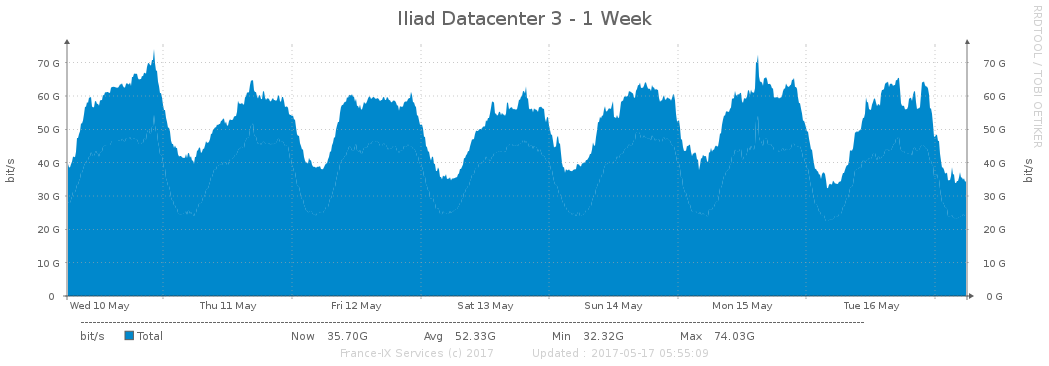 Iliad Datacenter 3 - 1 Week
RRDTOOL / TOBI OETIKER
bit/s
bit/s
70 G 70 G
60 G 60 G
50 G 50 G
40 G 40 G
30 G 30 G
20 G 20 G
10 G 10 G
0 0 G
Wed 10 May Thu 11 May Fri 12 May Sat 13 May Sun 14 May Mon 15 May Tue 16 May
bit/s Total Now 35.70G Avg 52.33G Min 32.32G Max 74.03G
France-IX Services (c) 2017 Updated : 2017-05-17 05:55:09